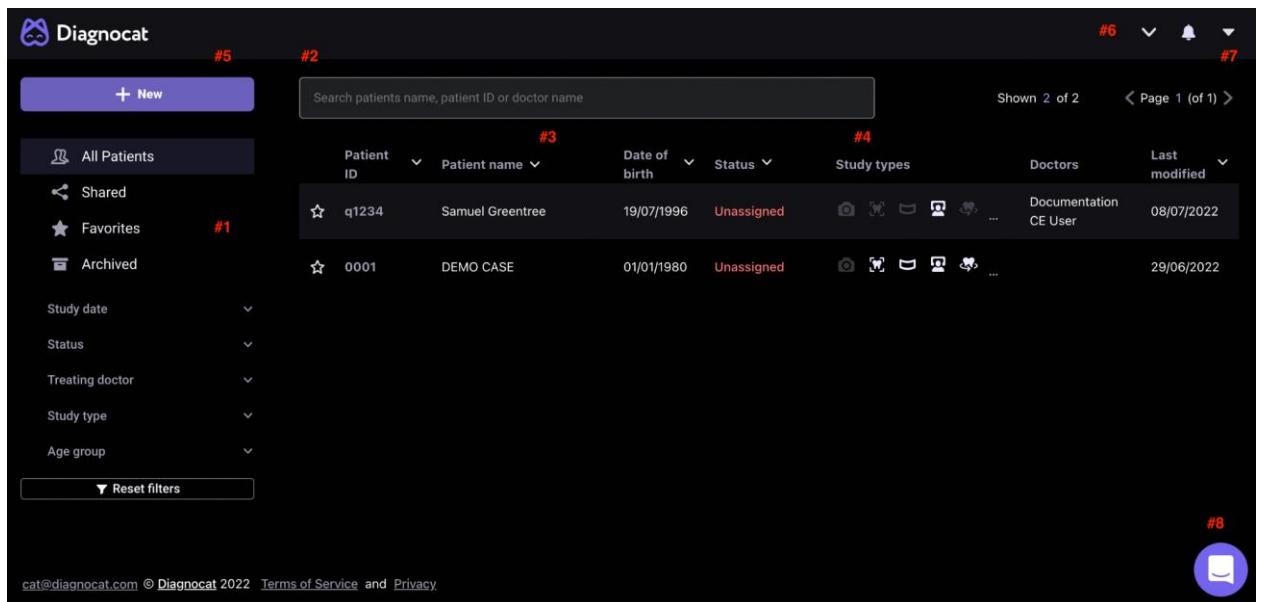 Diagnocat
#6
#5
#2
#7
+ New
Search patients name, patient ID or doctor name
Shown 2 of 2
Page 1 (of 1)
#3
#4
All Patients
Shared
Favorites
#1
Archived
Study date
Status
Treating doctor
Study type
Age group
Reset filters
Patient ID
Patient name
Date of birth
Status
Study types
Doctors
Last modified
q1234
Samuel Greentree
19/07/1996
Unassigned
...
Documentation
CE User
08/07/2022
0001
DEMO CASE
01/01/1980
Unassigned
...
29/06/2022
#8
cat@diagnocat.com © Diagnocat 2022 Terms of Service and Privacy